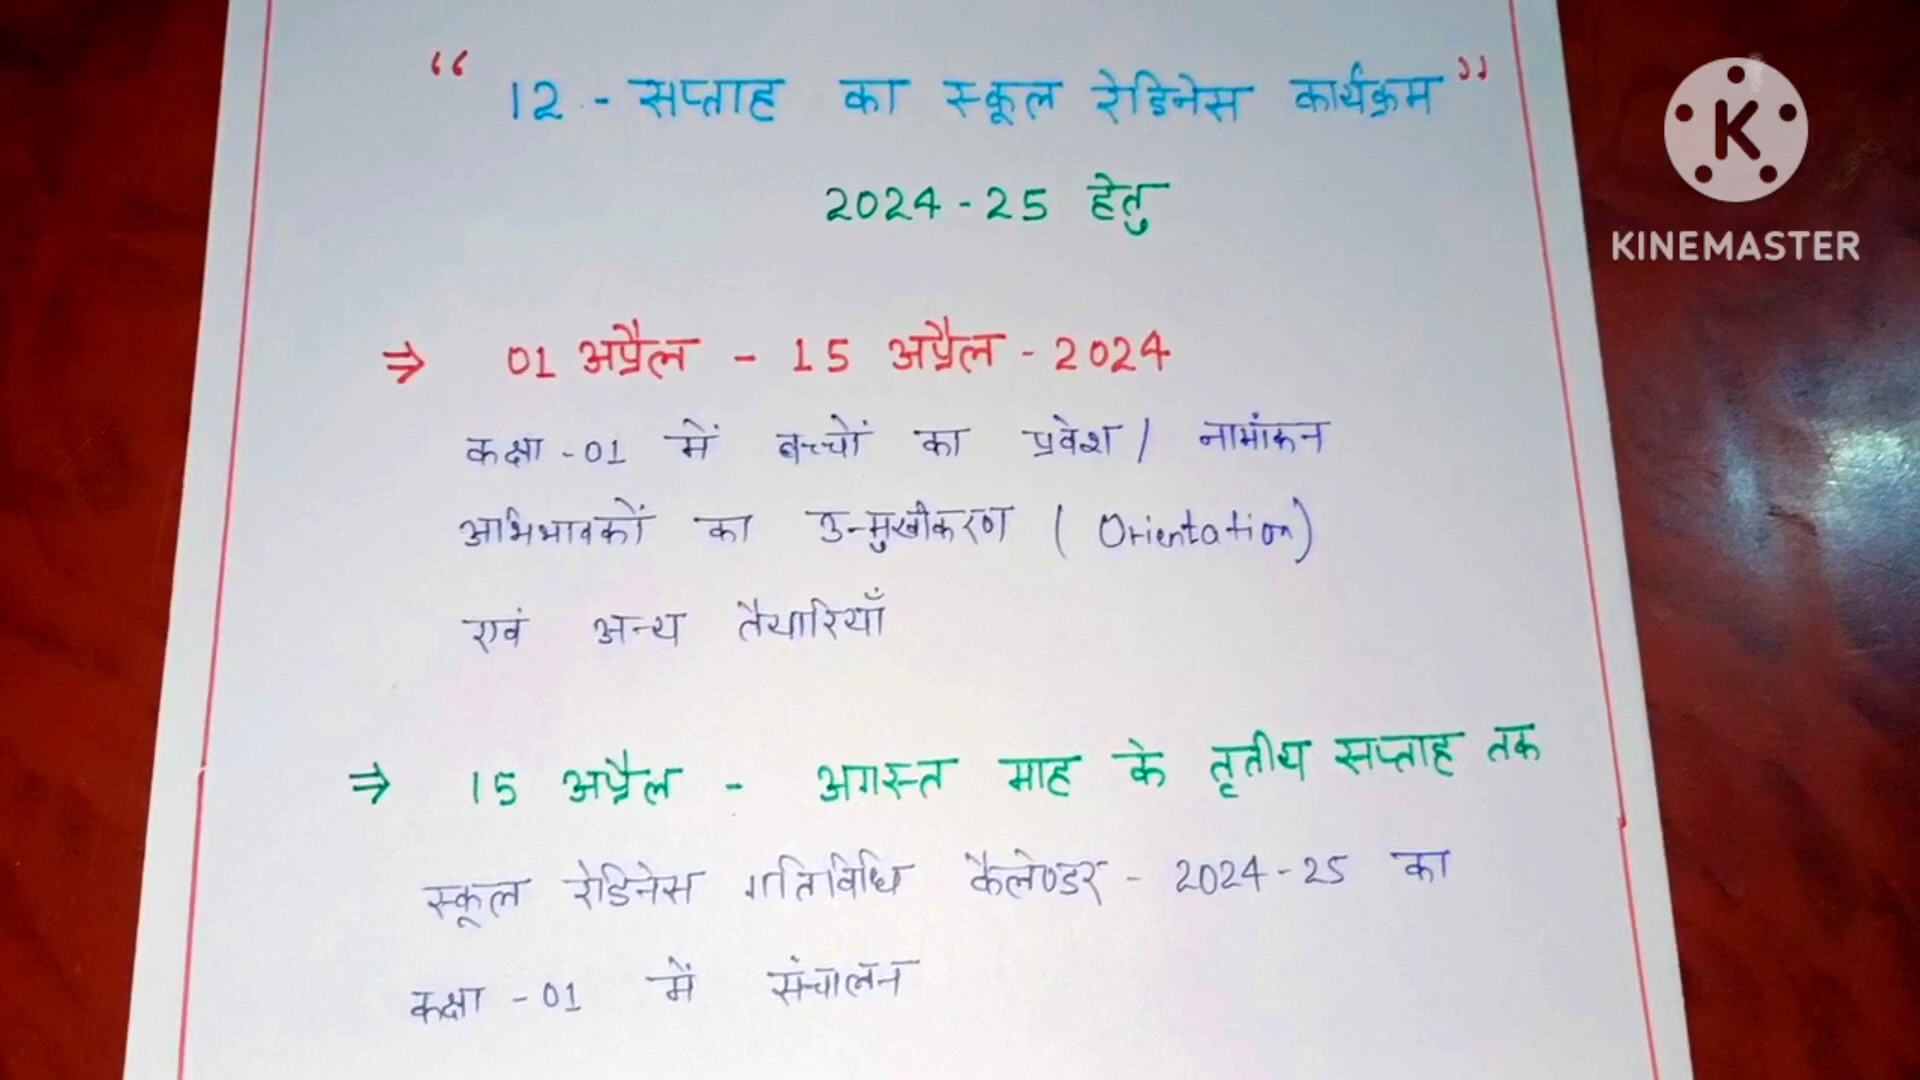 “ 12 - सप्ताह का स्कूल रेडिनेस कार्यक्रम ”
2024 - 25 हेतु
⇒ 01 अप्रैल - 15 अप्रैल - 2024
कक्षा - 01 में बच्चों का प्रवेश / नामांकन
अभिभावकों का उन्मुखीकरण ( Orientation)
एवं अन्य तैयारियाँ
⇒ 15 अप्रैल - अगस्त माह के तृतीय सप्ताह तक
स्कूल रेडिनेस गतिविधि कैलेण्डर - 2024 - 25 का
कक्षा - 01 में संचालन
K
KINEMASTER